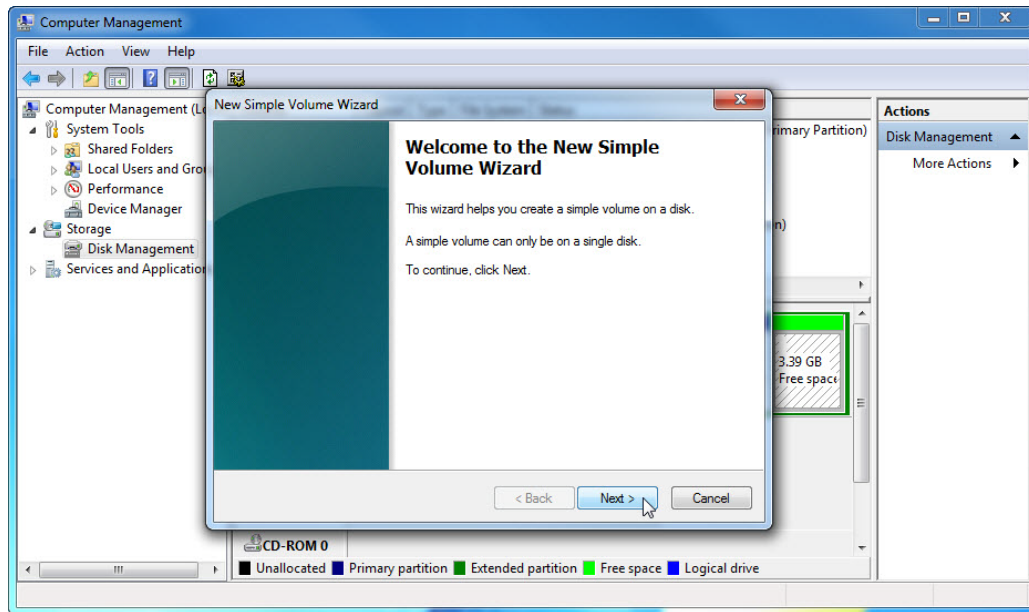 Computer Management
File Action View Help
Computer Management (Lo
System Tools
Shared Folders
Local Users and Gro
Performance
Device Manager
Storage
Disk Management
Services and Application
New Simple Volume Wizard
Welcome to the New Simple
Volume Wizard
This wizard helps you create a simple volume on a disk.
A simple volume can only be on a single disk.
To continue, click Next.
< Back Next > Cancel
rimary Partition)
n)
3.39 GB
Free space
CD-ROM 0
Unallocated Primary partition Extended partition Free space Logical drive
Actions
Disk Management
More Actions